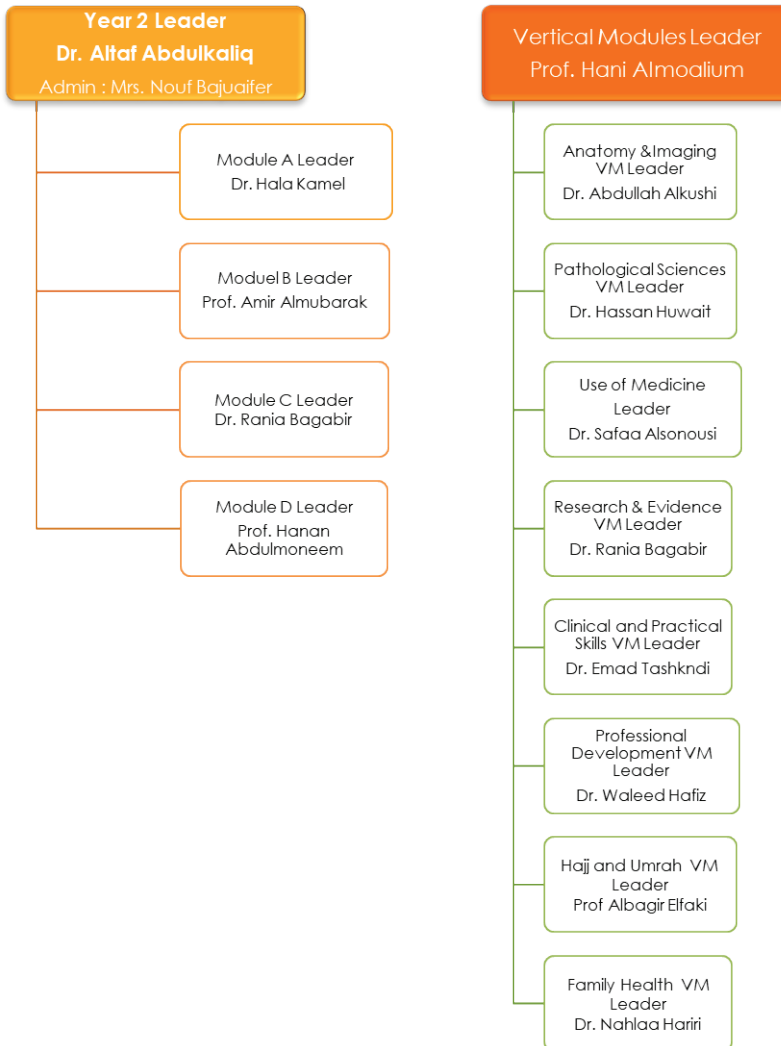 Year 2 Leader
Dr. Altaf Abdulkaliq
Admin : Mrs. Nouf Bajuaifer
Module A Leader
Dr. Hala Kamel
Moduel B Leader
Prof. Amir Almubarak
Module C Leader
Dr. Rania Bagabir
Module D Leader
Prof. Hanan
Abdulmoneem
Vertical Modules Leader
Prof. Hani Almoalium
Anatomy &Imaging
VM Leader
Dr. Abdullah Alkushi
Pathological Sciences
VM Leader
Dr. Hassan Huwait
Use of Medicine
Leader
Dr. Safaa Alsonousi
Research & Evidence
VM Leader
Dr. Rania Bagabir
Clinical and Practical
Skills VM Leader
Dr. Emad Tashkndi
Professional
Development VM
Leader
Dr. Waleed Hafiz
Hajj and Umrah VM
Leader
Prof Albagir Elfaki
Family Health VM
Leader
Dr. Nahlaa Hariri